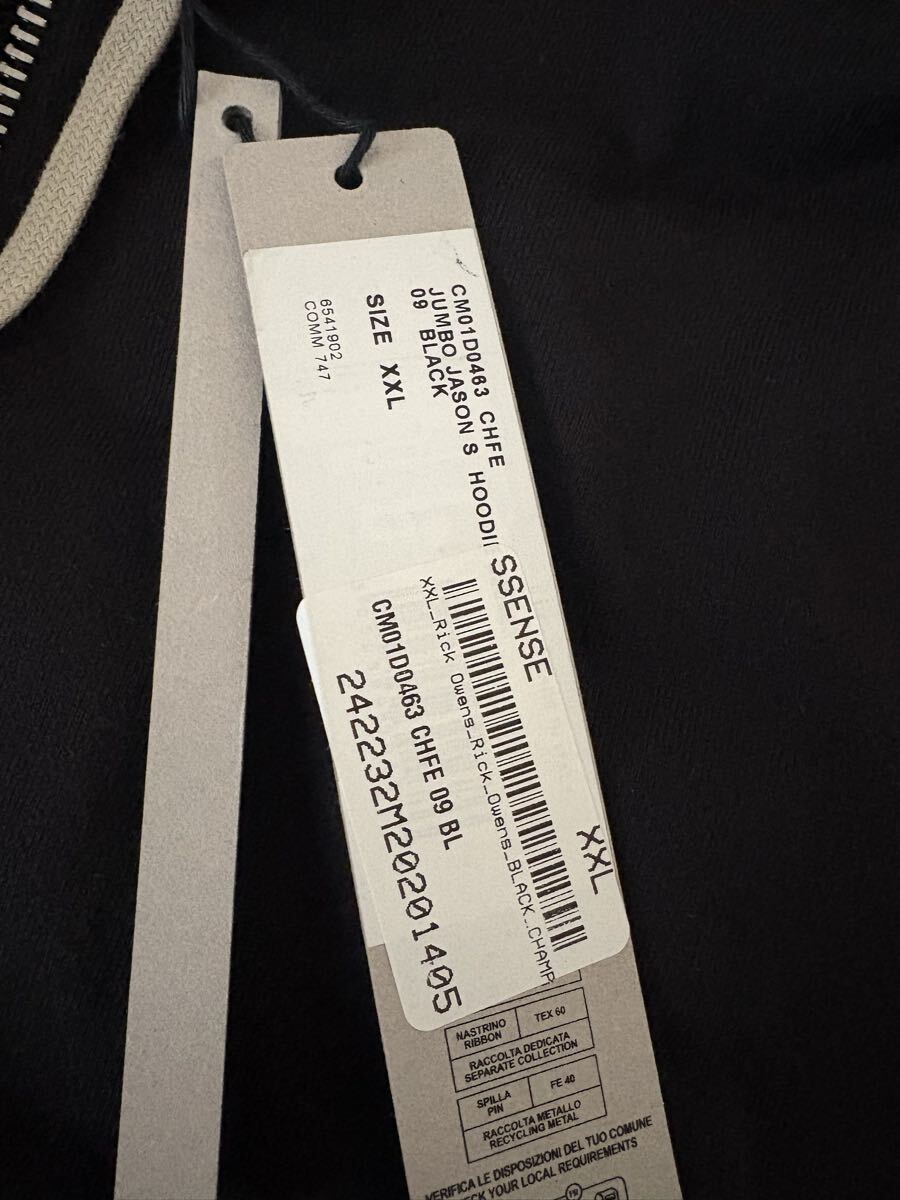 CM01D0463 CHFE
JUMBO JASON S HOODI
09 BLACK
SIZE XXL
6541902
COMM 747
SSENSE
XXL
XXL_Rick Owens_Rick_Owens_BLACK_CHAMP
CM01D0463 CHFE 09 BL
242232M20201405
NASTRINO
RIBBON
TEX 60
RACCOLTA DEDICATA
SEPARATE COLLECTION
SPILLA
PIN
FE 40
RACCOLTA METALLO
RECYCLING METAL
VERIFICA LE DISPOSIZIONI DEL TUO COMUNE
YOUR LOCAL REQUIREMENTS